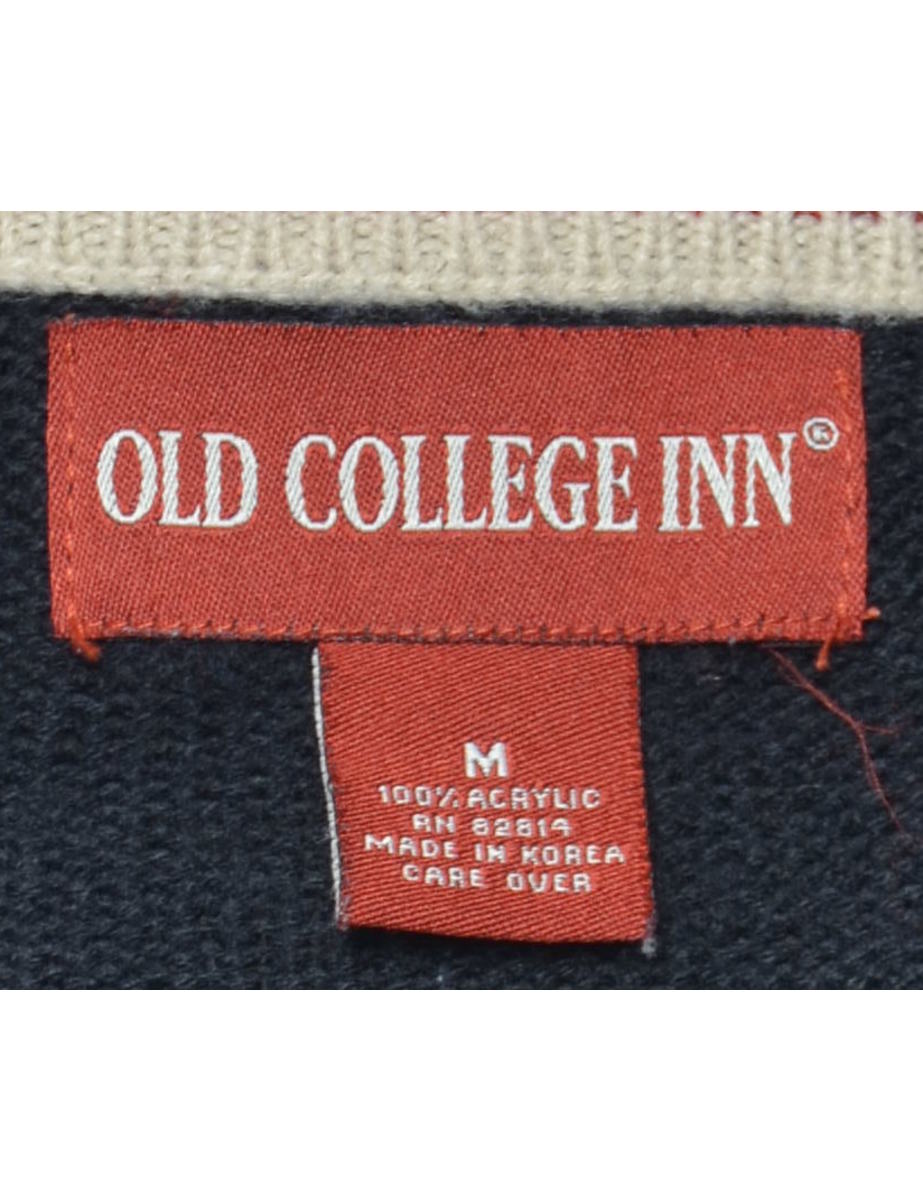 OLD COLLEGE INN®
M
100% ACRYLIC
RN 82814
MADE IN KOREA
CARE OVER